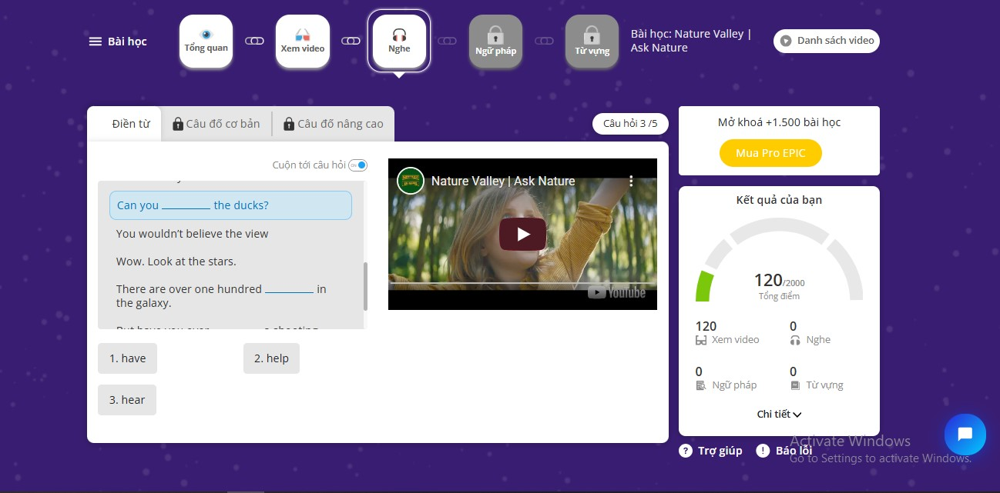 Bài học
Tổng quan
Xem video
Nghe
Ngữ pháp
Từ vựng
Bài học: Nature Valley |
Ask Nature
Danh sách video
Điền từ
Câu đố cơ bản
Câu đố nâng cao
Câu hỏi 3 /5
Cuộn tới câu hỏi
ON
Can you ________ the ducks?
You wouldn’t believe the view
Wow. Look at the stars.
There are over one hundred ________ in
the galaxy.
But have you ever ________ a shooting
1. have
2. help
3. hear
Nature Valley | Ask Nature
YouTube
Mở khoá +1.500 bài học
Mua Pro EPIC
Kết quả của bạn
120/2000
Tổng điểm
120
Xem video
0
Nghe
0
Ngữ pháp
0
Từ vựng
Chi tiết
Trợ giúp
Báo lỗi
Activate Windows
Go to Settings to activate Windows.